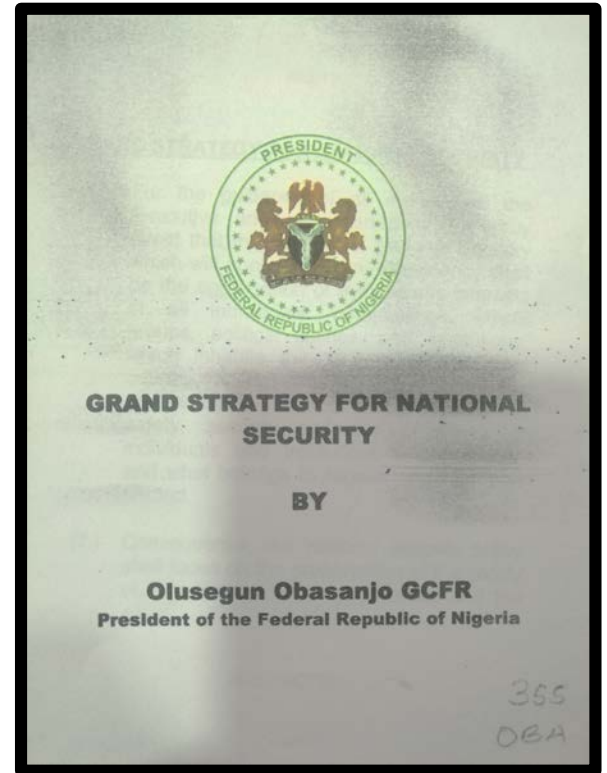 PRESIDENT
FEDERAL REPUBLIC OF NIGERIA
GRAND STRATEGY FOR NATIONAL
SECURITY
BY
Olusegun Obasanjo GCFR
President of the Federal Republic of Nigeria
355
OBA